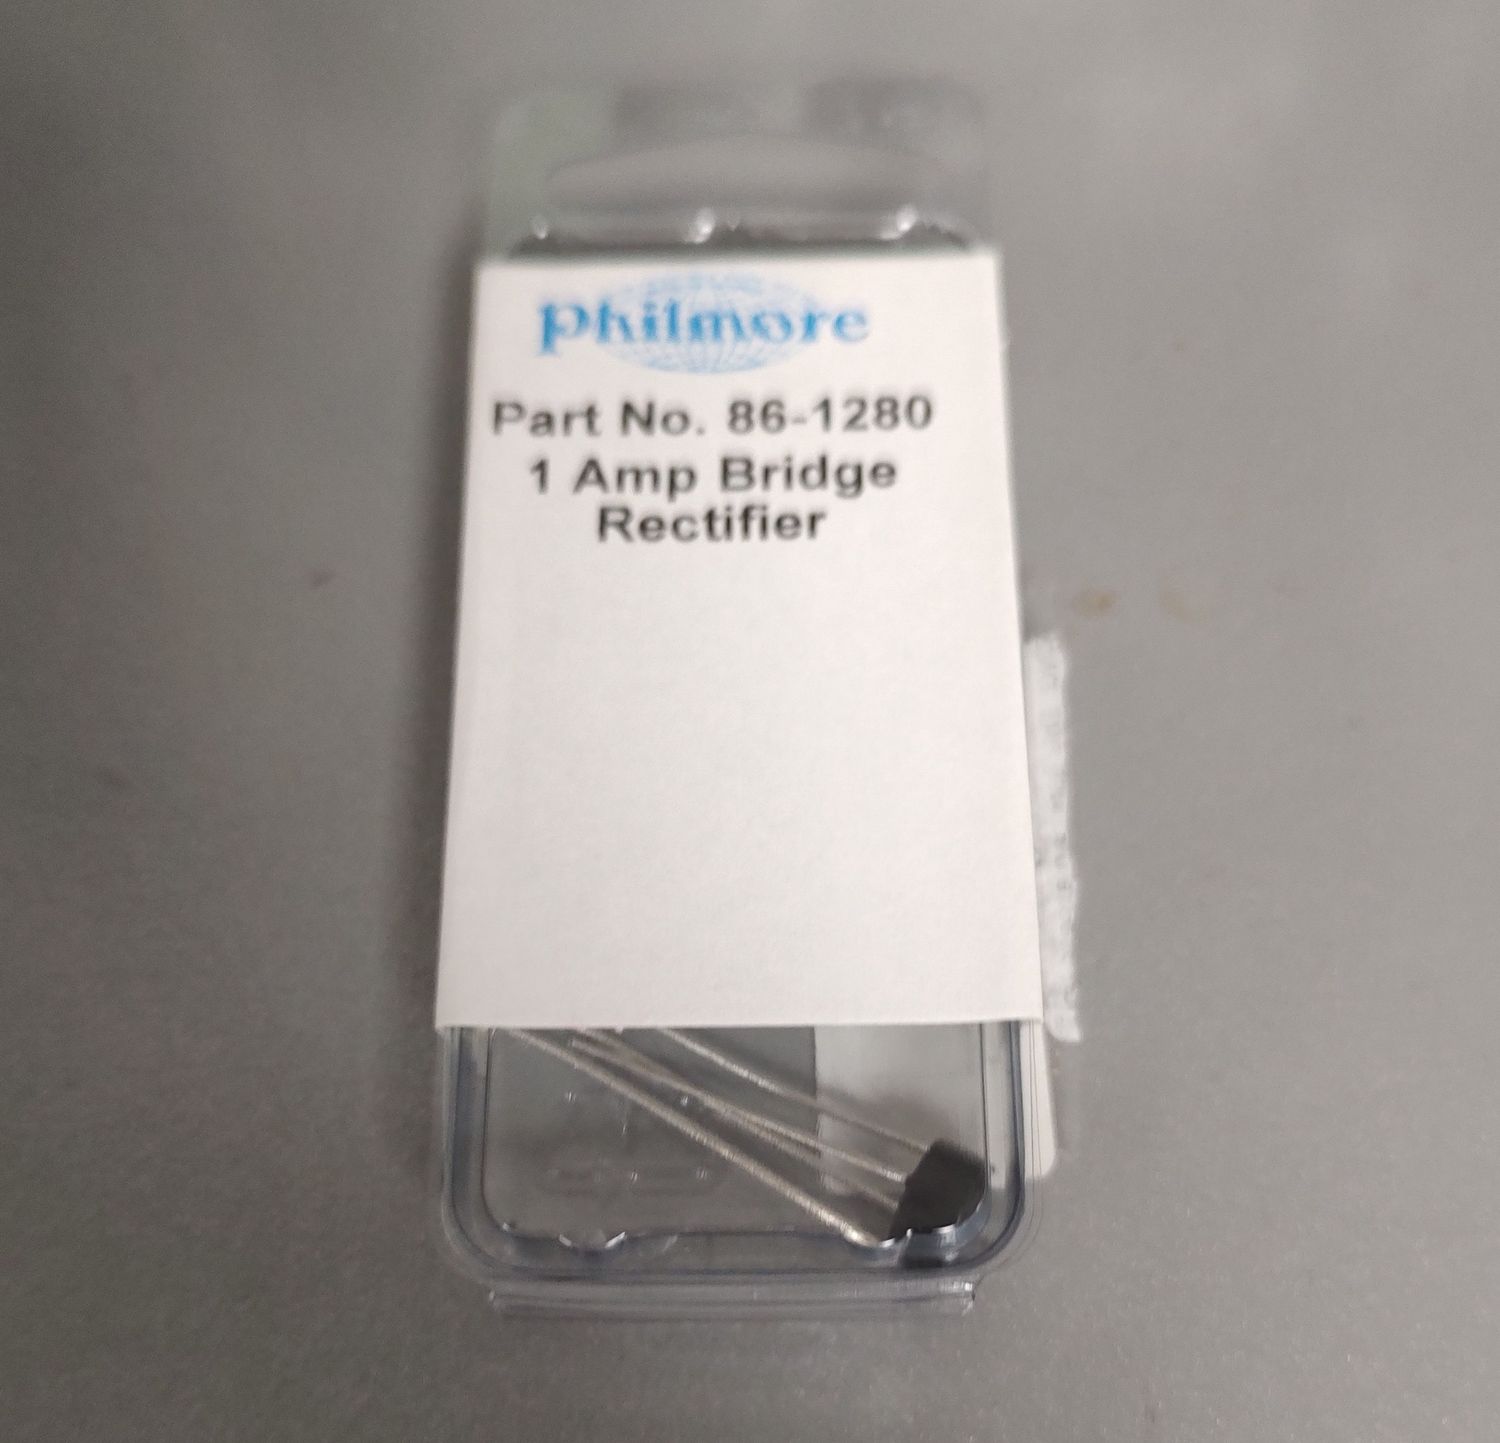 Philmore
Part No. 86-1280
1 Amp Bridge
Rectifier